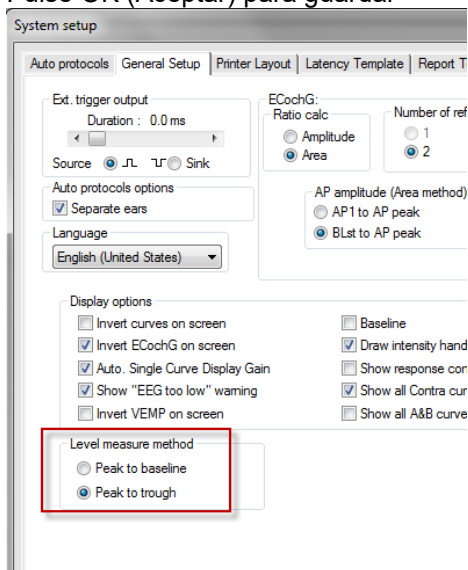 Pulse OK (Aceptar) para guardar
System setup
Auto protocols General Setup Printer Layout Latency Template Report T
Ext. trigger output
Duration : 0.0 ms
Source Sink
Auto protocols options
Separate ears
Language
English (United States)
ECochG:
Ratio calc
Amplitude
Area
Number of ref
1
2
AP amplitude (Area method)
AP1 to AP peak
BLst to AP peak
Display options
Invert curves on screen
Invert ECochG on screen
Auto. Single Curve Display Gain
Show "EEG too low" warning
Invert VEMP on screen
Baseline
Draw intensity hand
Show response con
Show all Contra cur
Show all A&B curve
Level measure method
Peak to baseline
Peak to trough